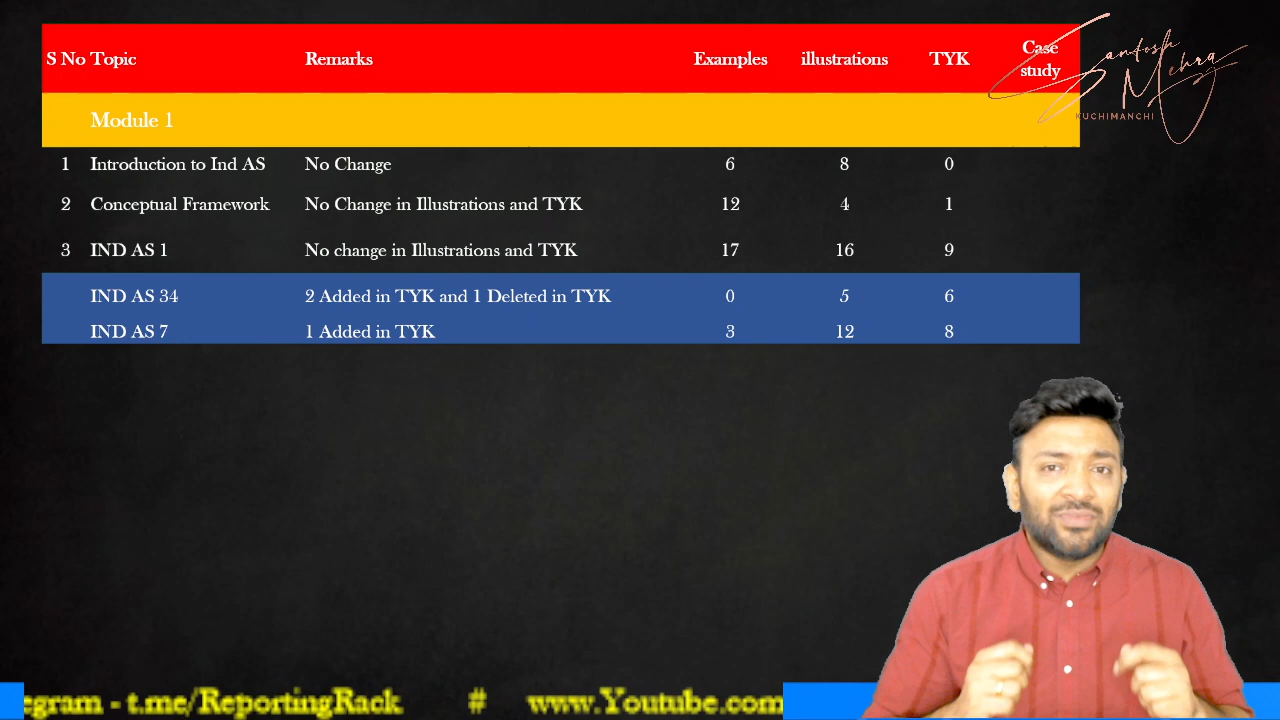 S No Topic Remarks Examples illustrations TYK Case study
Module 1
1 Introduction to Ind AS No Change 6 8 0
2 Conceptual Framework No Change in Illustrations and TYK 12 4 1
3 IND AS 1 No change in Illustrations and TYK 17 16 9
IND AS 34 2 Added in TYK and 1 Deleted in TYK 0 5 6
IND AS 7 1 Added in TYK 3 12 8
Santosh Mehra
KUCHIMANCHI
egram - t.me/ReportingRack # www.Youtube.com